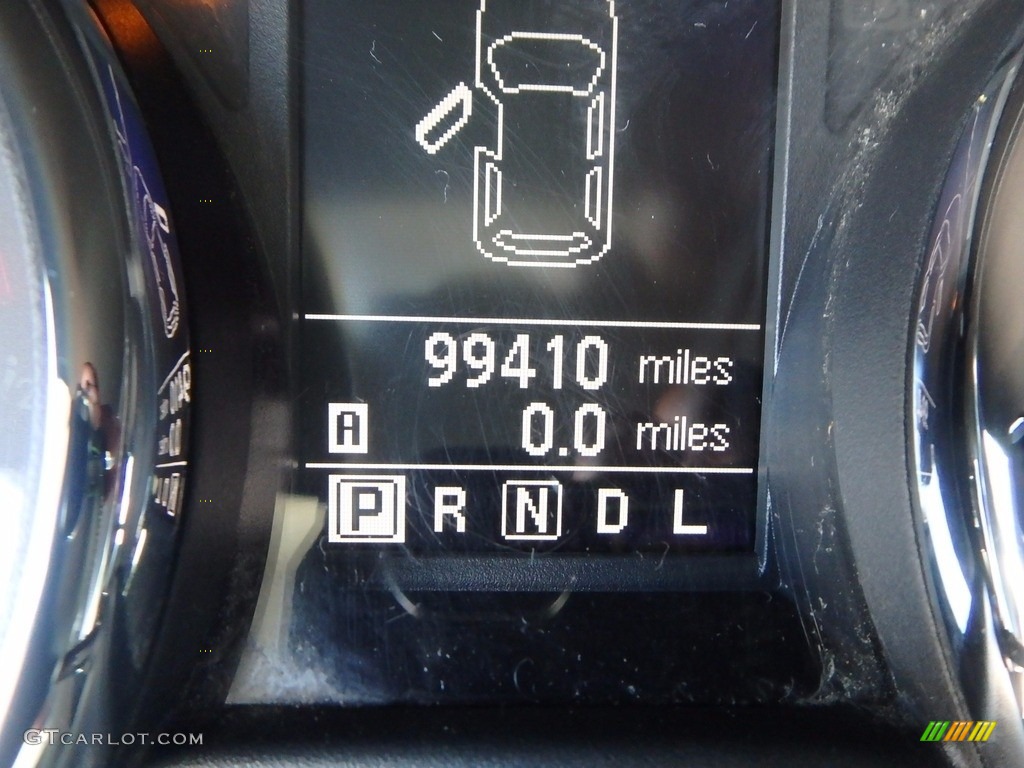 99410 miles
A 0.0 miles
P R N D L
GTCARLOT.COM